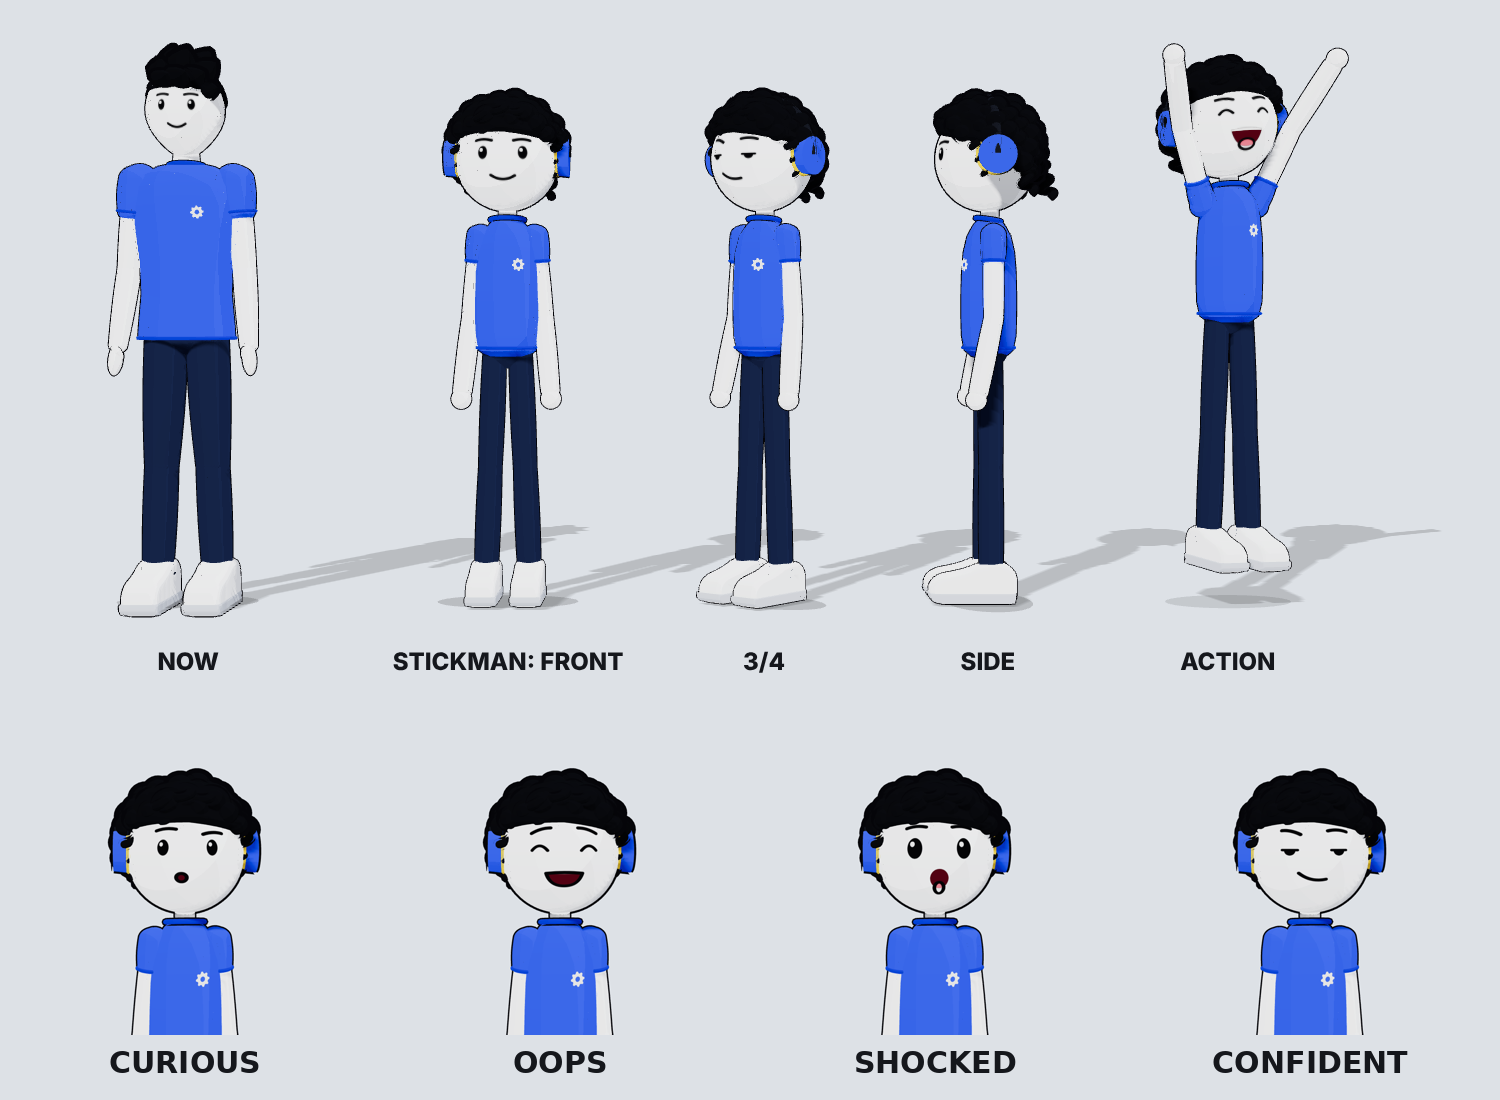 NOW
STICKMAN: FRONT
3/4
SIDE
ACTION
CURIOUS
OOPS
SHOCKED
CONFIDENT